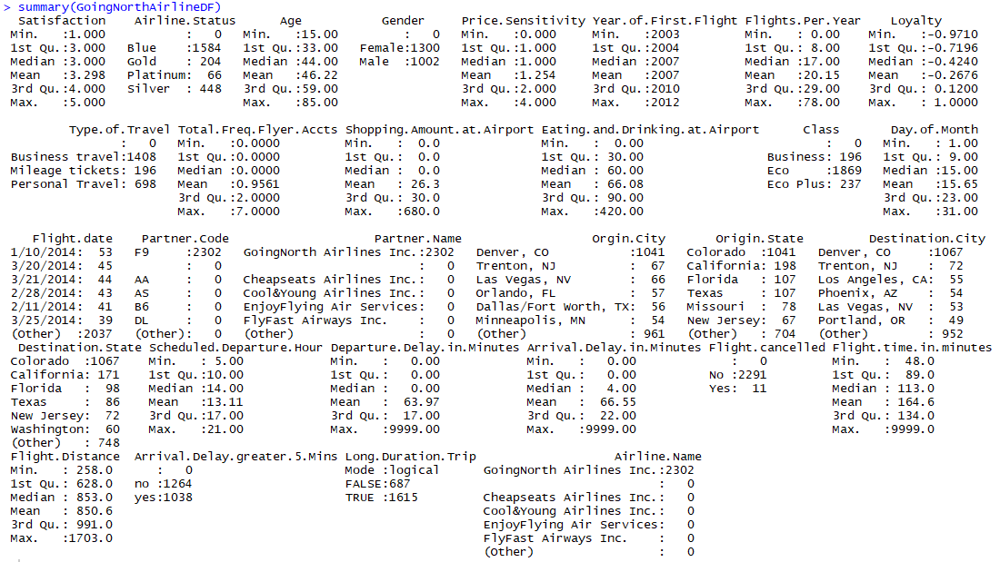 > summary(GoingNorthAirlineDF)
  Satisfaction    Airline.Status      Age            Gender     Price.Sensitivity Year.of.First.Flight Flights.Per.Year    Loyalty
 Min.   :1.000           :   0   Min.   :15.00         :   0   Min.   :0.000     Min.   :2003         Min.   : 0.00    Min.   :-0.9710
 1st Qu.:3.000   Blue    :1584   1st Qu.:33.00   Female:1300   1st Qu.:1.000     1st Qu.:2004         1st Qu.: 8.00    1st Qu.:-0.7196
 Median :3.000   Gold    : 204   Median :44.00   Male  :1002   Median :1.000     Median :2007         Median :17.00    Median :-0.4240
 Mean   :3.298   Platinum:  66   Mean   :46.22                 Mean   :1.254     Mean   :2007         Mean   :20.15    Mean   :-0.2676
 3rd Qu.:4.000   Silver  : 448   3rd Qu.:59.00                 3rd Qu.:2.000     3rd Qu.:2010         3rd Qu.:29.00    3rd Qu.: 0.1200
 Max.   :5.000                   Max.   :85.00                 Max.   :4.000     Max.   :2012         Max.   :78.00    Max.   : 1.0000
         Type.of.Travel Total.Freq.Flyer.Accts Shopping.Amount.at.Airport Eating.and.Drinking.at.Airport      Class       Day.of.Month
                :   0   Min.   :0.0000         Min.   :  0.0              Min.   :  0.00                         :   0   Min.   : 1.00
 Business travel:1408   1st Qu.:0.0000         1st Qu.:  0.0              1st Qu.: 30.00                 Business: 196   1st Qu.: 9.00
 Mileage tickets: 196   Median :0.0000         Median :  0.0              Median : 60.00                 Eco     :1869   Median :15.00
 Personal Travel: 698   Mean   :0.9561         Mean   : 26.3              Mean   : 66.08                 Eco Plus: 237   Mean   :15.65
                        3rd Qu.:2.0000         3rd Qu.: 30.0              3rd Qu.: 90.00                                 3rd Qu.:23.00
                        Max.   :7.0000         Max.   :680.0              Max.   :420.00                                 Max.   :31.00
    Flight.date    Partner.Code                    Partner.Name                   Orgin.City      Origin.State          Destination.City
 1/10/2014:  53   F9     :2302   GoingNorth Airlines Inc.:2302   Denver, CO           :1041   Colorado  :1041   Denver, CO     :1067
 3/20/2014:  45          :   0                           :   0   Trenton, NJ          :  67   California: 198   Trenton, NJ    :  72
 3/21/2014:  44   AA     :   0   Cheapseats Airlines Inc.:   0   Las Vegas, NV        :  66   Florida   : 107   Los Angeles, CA:  55
 2/28/2014:  43   AS     :   0   Cool&Young Airlines Inc.:   0   Orlando, FL          :  57   Texas     : 107   Phoenix, AZ    :  54
 2/11/2014:  41   B6     :   0   EnjoyFlying Air Services:   0   Dallas/Fort Worth, TX:  56   Missouri  :  78   Las Vegas, NV  :  53
 3/25/2014:  39   DL     :   0   FlyFast Airways Inc.    :   0   Minneapolis, MN      :  54   New Jersey:  67   Portland, OR   :  49
 (Other)  :2037   (Other):   0   (Other)                 :   0   (Other)              : 961   (Other)   : 704   (Other)        : 952
  Destination.State Scheduled.Departure.Hour Departure.Delay.in.Minutes Arrival.Delay.in.Minutes Flight.cancelled Flight.time.in.minutes
 Colorado  :1067   Min.   : 5.00            Min.   :   0.00            Min.   :   0.00             :   0         Min.   :  48.0
 California: 171   1st Qu.:10.00            1st Qu.:   0.00            1st Qu.:   0.00          No :2291         1st Qu.:  89.0
 Florida   :  98   Median :14.00            Median :   0.00            Median :   4.00          Yes:  11         Median : 113.0
 Texas     :  86   Mean   :13.11            Mean   :  63.97            Mean   :  66.55                           Mean   : 164.6
 New Jersey:  72   3rd Qu.:17.00            3rd Qu.:  17.00            3rd Qu.:  22.00                           3rd Qu.: 134.0
 Washington:  60   Max.   :21.00            Max.   :9999.00            Max.   :9999.00                           Max.   :9999.0
 (Other)   : 748
 Flight.Distance  Arrival.Delay.greater.5.Mins Long.Duration.Trip                   Airline.Name
 Min.   : 258.0      :   0                     Mode :logical      GoingNorth Airlines Inc.:2302
 1st Qu.: 628.0   no :1264                     FALSE:687                                  :   0
 Median : 853.0   yes:1038                     TRUE :1615         Cheapseats Airlines Inc.:   0
 Mean   : 850.6                                                   Cool&Young Airlines Inc.:   0
 3rd Qu.: 991.0                                                   EnjoyFlying Air Services:   0
 Max.   :1703.0                                                   FlyFast Airways Inc.    :   0
                                                                  (Other)                 :   0